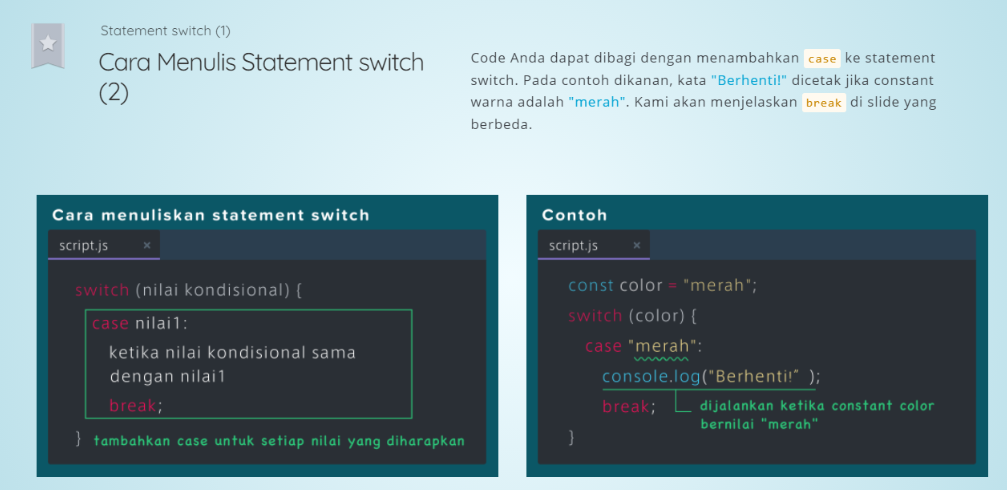 Statement switch (1)
Cara Menulis Statement switch
(2)
Code Anda dapat dibagi dengan menambahkan case ke statement
switch. Pada contoh dikanan, kata "Berhenti!" dicetak jika constant
warna adalah "merah". Kami akan menjelaskan break di slide yang
berbeda.
Cara menuliskan statement switch
script.js ×
switch (nilai kondisional) {
case nilai1:
ketika nilai kondisional sama
dengan nilai1
break;
} tambahkan case untuk setiap nilai yang diharapkan
Contoh
script.js ×
const color = "merah";
switch (color) {
case "merah":
console.log("Berhenti!" );
break; dijalankan ketika constant color
bernilai "merah"
}